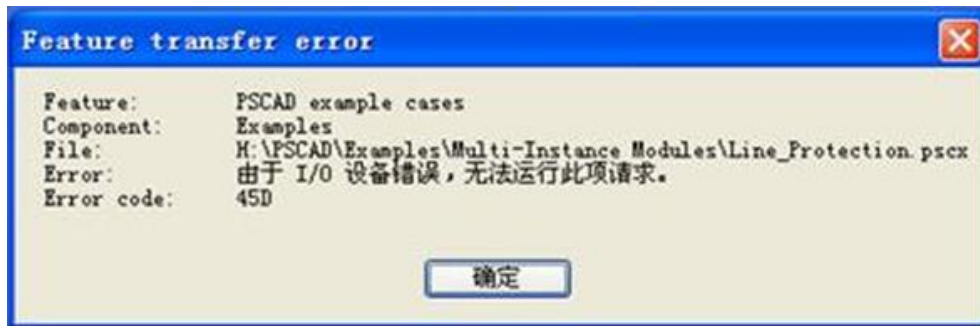 Feature transfer error
Feature: PSCAD example cases
Component: Examples
File: H:\PSCAD\Examples\Multi-Instance Modules\Line_Protection.pscx
Error: 由于 I/O 设备错误，无法运行此项请求。
Error code: 45D
确定